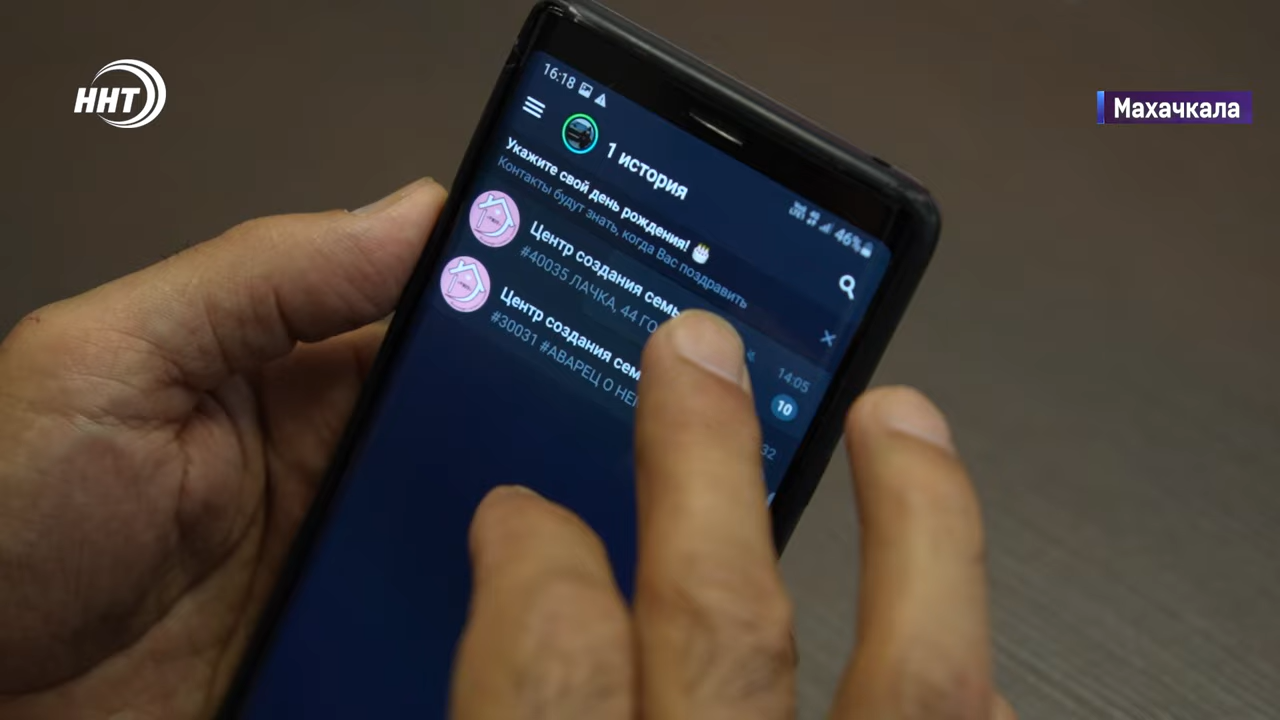 ННТ
Махачкала
16:18
46%
1 история
Укажите свой день рождения!
Контакты будут знать, когда Вас поздравить
Центр создания семь
14:05
#40035 ЛАЧКА, 44 ГО
10
Центр создания сем
32
#30031 #АВАРЕЦ О НЕ